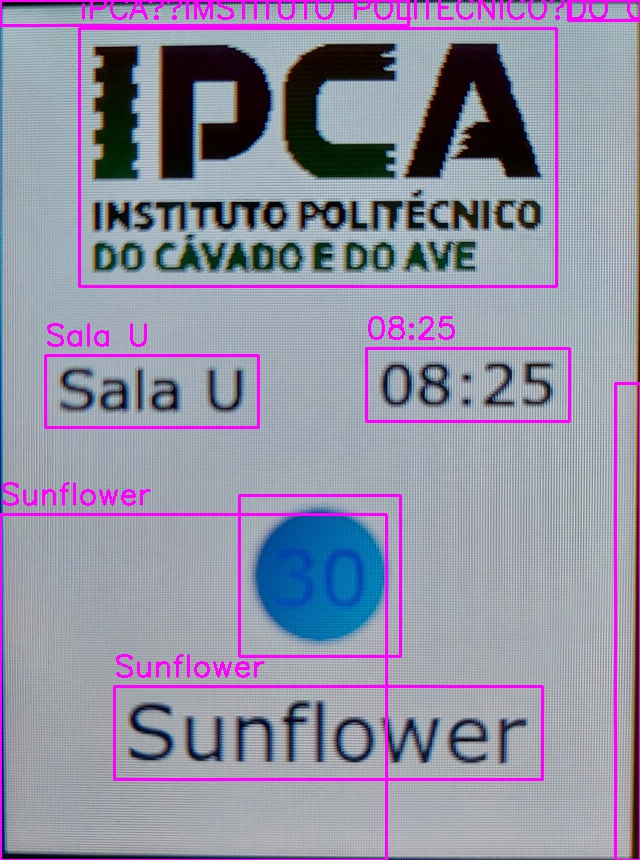 IPCA??IMSTITUTO POLITECNICO?DO
IPCA
INSTITUTO POLITÉCNICO
DO CÁVADO E DO AVE
Sala U
08:25
Sala U
08:25
Sunflower
30
Sunflower
Sunflower